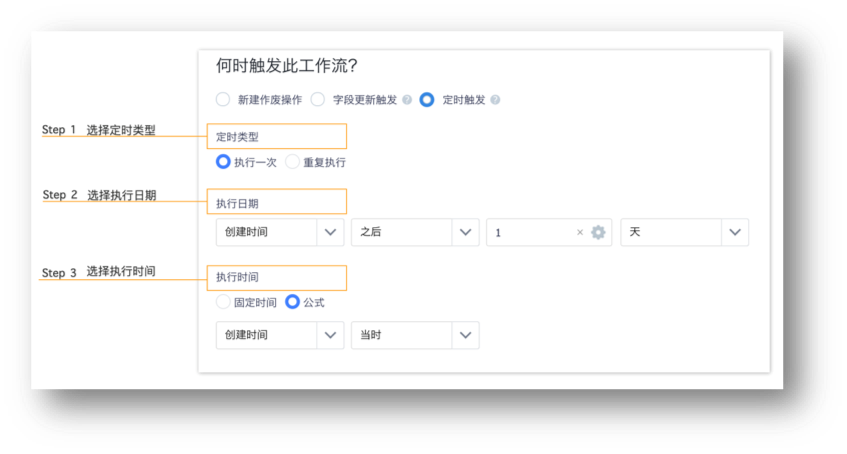 何时触发此工作流?
新建作废操作 字段更新触发 ? 定时触发 ?
Step 1 选择定时类型
定时类型
执行一次 重复执行
Step 2 选择执行日期
执行日期
创建时间 之后 1 × 天
Step 3 选择执行时间
执行时间
固定时间 公式
创建时间 当时